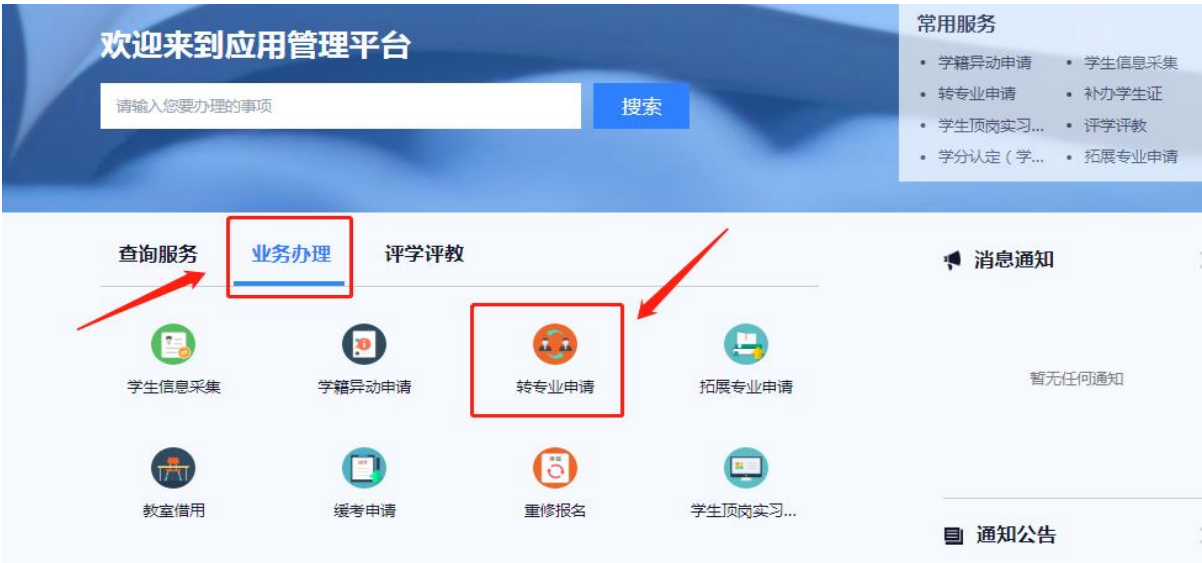 欢迎来到应用管理平台
请输入您要办理的事项
搜索
常用服务
• 学籍异动申请 • 学生信息采集
• 转专业申请 • 补办学生证
• 学生顶岗实习... • 评学评教
• 学分认定（学... • 拓展专业申请
查询服务 业务办理 评学评教
学生信息采集 学籍异动申请 转专业申请 拓展专业申请
教室借用 缓考申请 重修报名 学生顶岗实习...
消息通知
暂无任何通知
通知公告